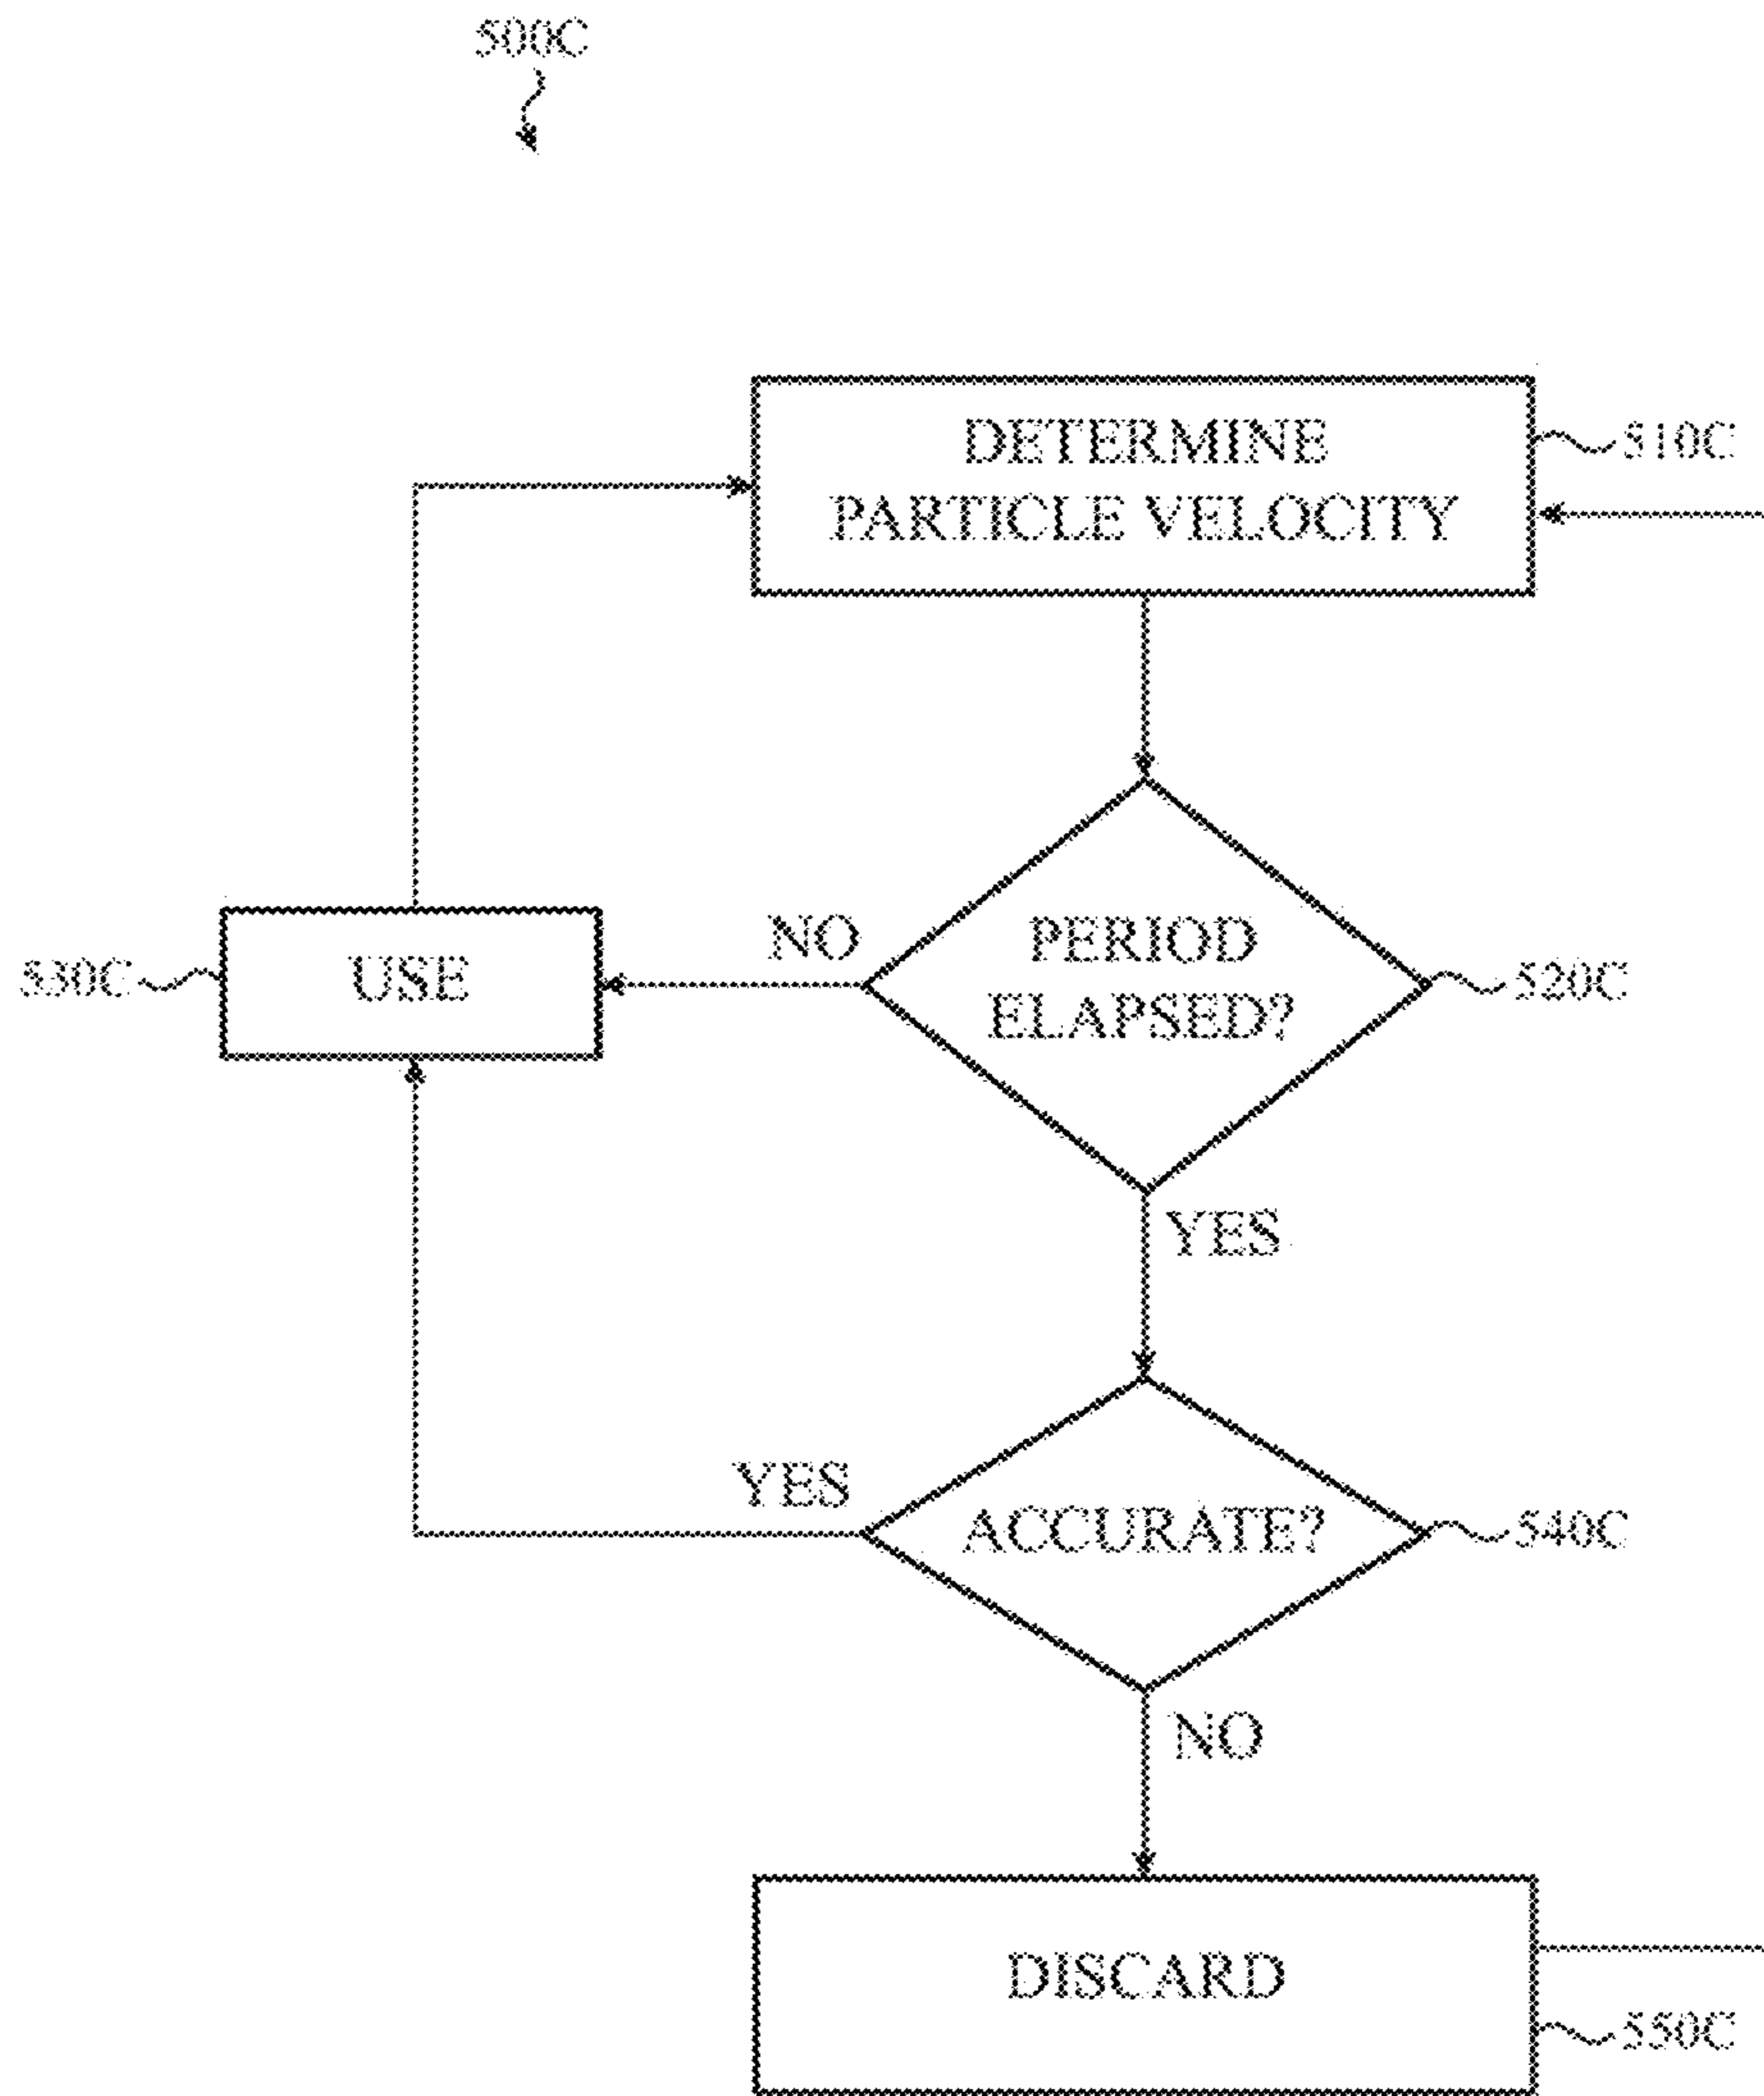 500C
DETERMINE
PARTICLE VELOCITY
510C
NO
PERIOD
ELAPSED?
520C
530C
USE
YES
YES
ACCURATE?
540C
NO
DISCARD
550C